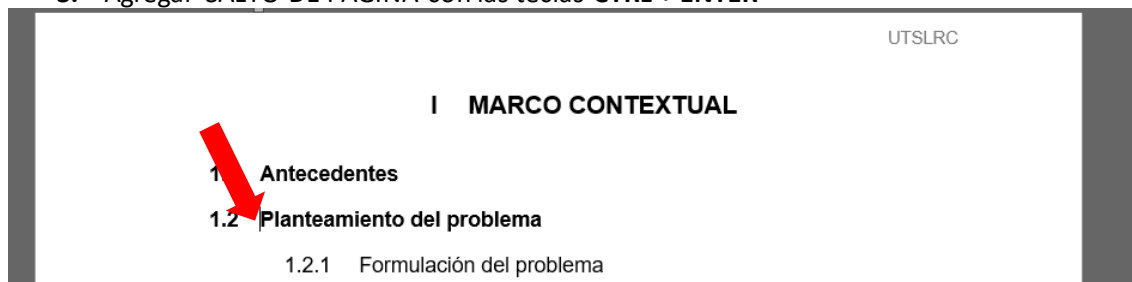 Agregar SALTO DE PAGINA con las teclas CTRL + ENTER
UTSLRC
I MARCO CONTEXTUAL
Antecedentes
1.2 Planteamiento del problema
1.2.1 Formulación del problema